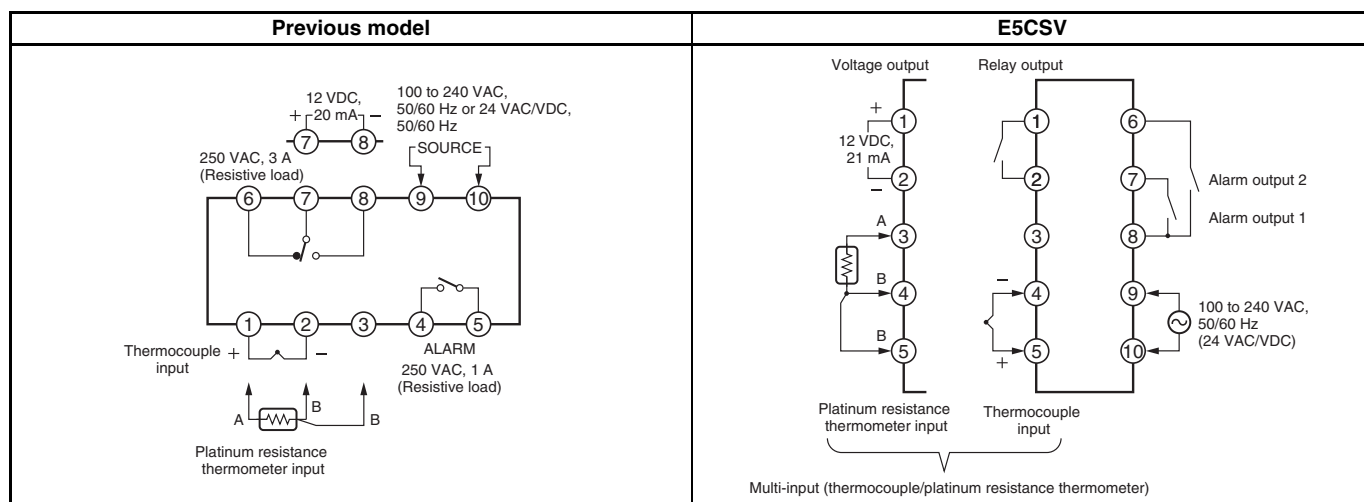 Previous model
E5CSV
12 VDC,
+ 20 mA –
7 8
100 to 240 VAC,
50/60 Hz or 24 VAC/VDC,
50/60 Hz
SOURCE
250 VAC, 3 A
(Resistive load)
6 7 8 9 10
1 2 3 4 5
Thermocouple
input
+ –
ALARM
250 VAC, 1 A
(Resistive load)
A B B
Platinum resistance
thermometer input
Voltage output
Relay output
+
12 VDC,
21 mA
–
1
2
A 3
B 4
B 5
1
2
3
– 4
+ 5
6
7
8
9
10
Alarm output 2
Alarm output 1
100 to 240 VAC,
50/60 Hz
(24 VAC/VDC)
Platinum resistance
thermometer input
Thermocouple
input
Multi-input (thermocouple/platinum resistance thermometer)